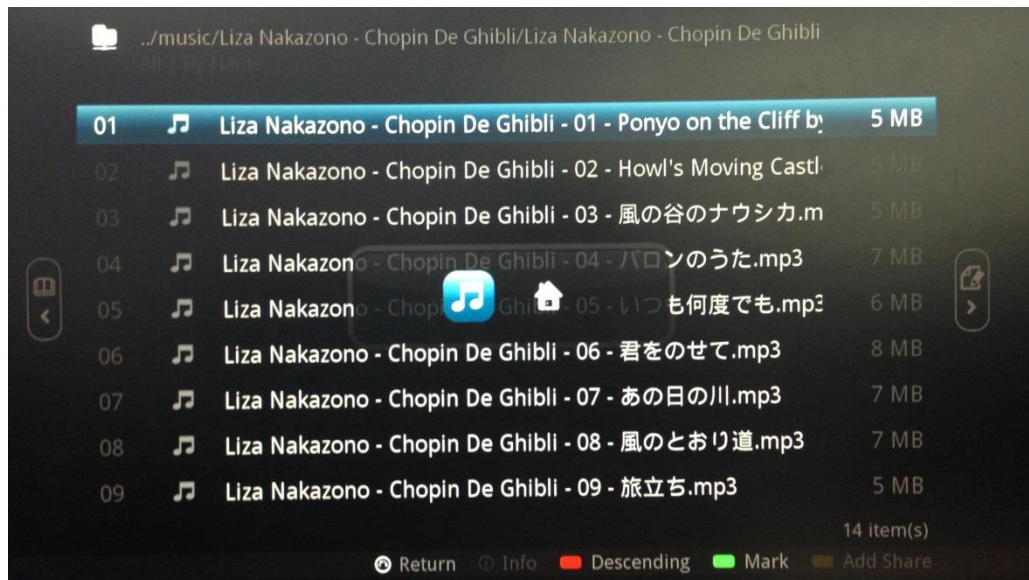 ../music/Liza Nakazono - Chopin De Ghibli/Liza Nakazono - Chopin De Ghibli
All | By Name
01 Liza Nakazono - Chopin De Ghibli - 01 - Ponyo on the Cliff by 5 MB
02 Liza Nakazono - Chopin De Ghibli - 02 - Howl's Moving Castl 5 MB
03 Liza Nakazono - Chopin De Ghibli - 03 - 風の谷のナウシカ.m 5 MB
04 Liza Nakazono - Chopin De Ghibli - 04 - バロンのうた.mp3 7 MB
05 Liza Nakazono - Chopin De Ghibli - 05 - いつも何度でも.mp3 6 MB
06 Liza Nakazono - Chopin De Ghibli - 06 - 君をのせて.mp3 8 MB
07 Liza Nakazono - Chopin De Ghibli - 07 - あの日の川.mp3 7 MB
08 Liza Nakazono - Chopin De Ghibli - 08 - 風のとおり道.mp3 7 MB
09 Liza Nakazono - Chopin De Ghibli - 09 - 旅立ち.mp3 5 MB
14 item(s)
Return Info Descending Mark Add Share